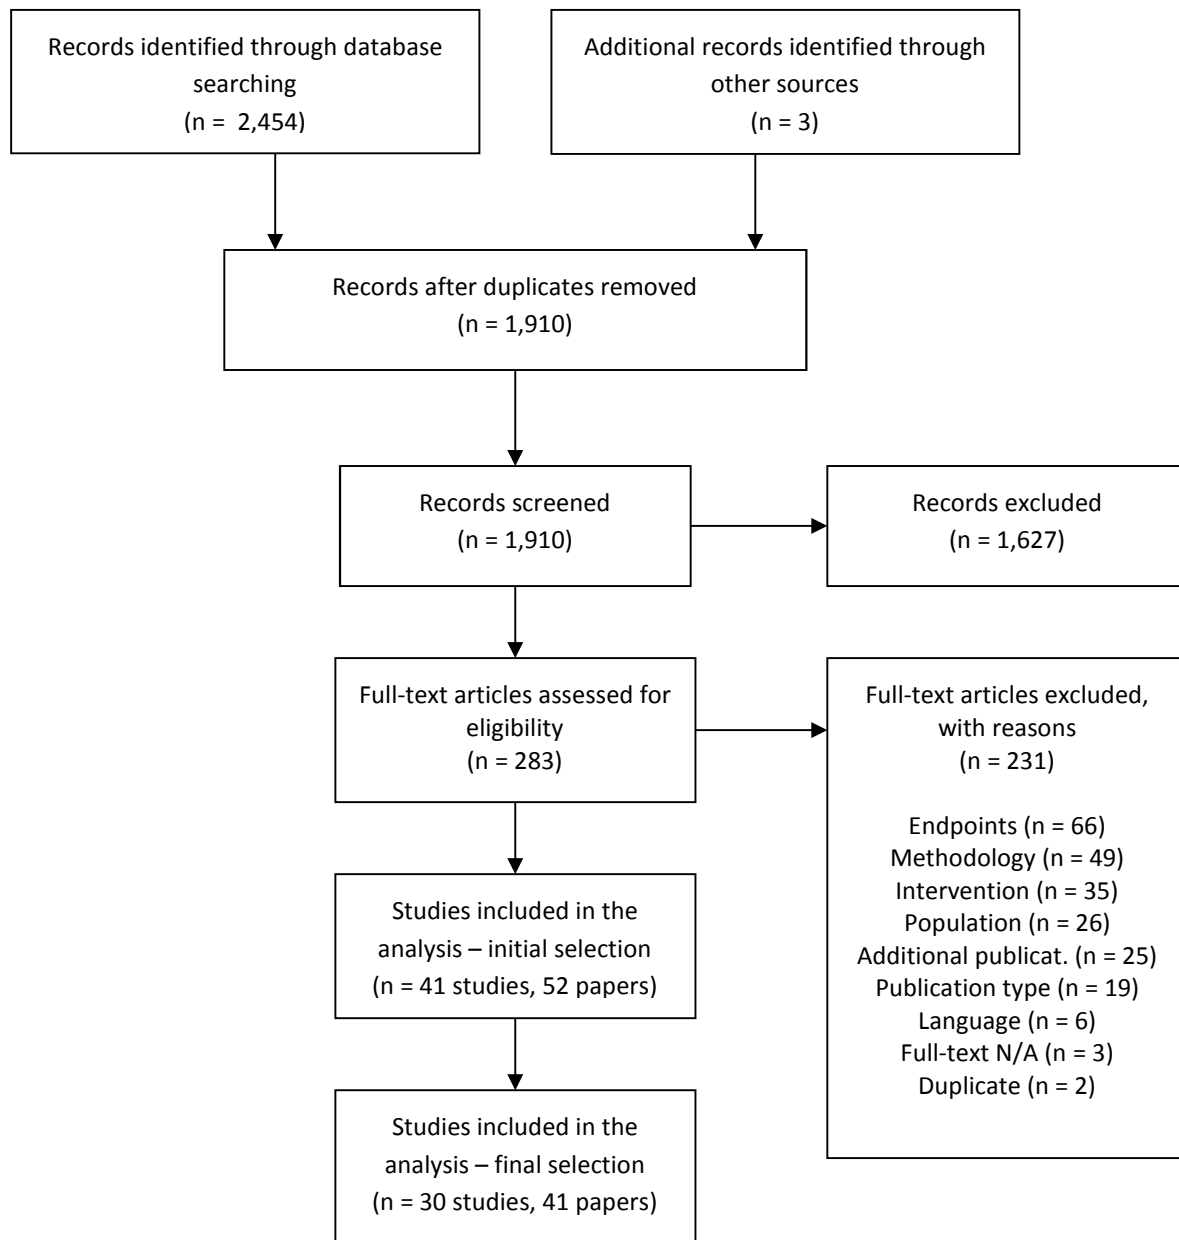 Records identified through database
searching
(n =  2,454)
Additional records identified through
other sources
(n = 3)
Records after duplicates removed
(n = 1,910)
Records screened
(n = 1,910)
Records excluded
(n = 1,627)
Full-text articles assessed for
eligibility
(n = 283)
Full-text articles excluded,
with reasons
(n = 231)
Endpoints (n = 66)
Methodology (n = 49)
Intervention (n = 35)
Population (n = 26)
Additional publicat. (n = 25)
Publication type (n = 19)
Language (n = 6)
Full-text N/A (n = 3)
Duplicate (n = 2)
Studies included in the
analysis – initial selection
(n = 41 studies, 52 papers)
Studies included in the
analysis – final selection
(n = 30 studies, 41 papers)